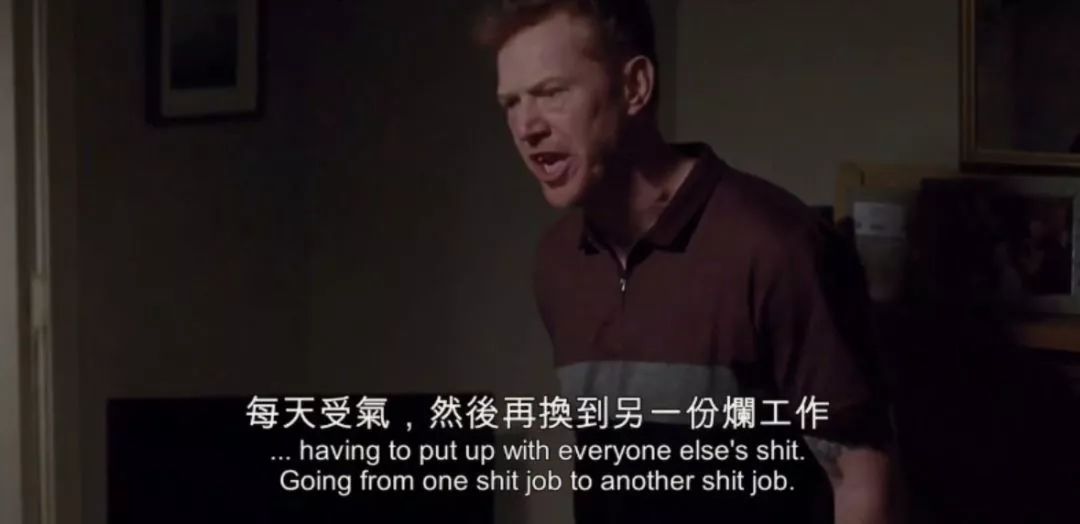 每天受氣，然後再換到另一份爛工作
... having to put up with everyone else's shit.
Going from one shit job to another shit job.